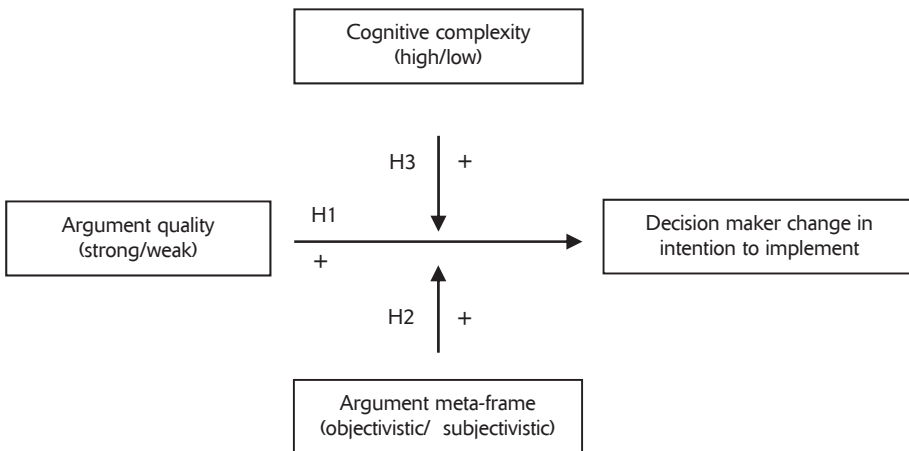 Cognitive complexity
(high/low)
H3
+
H1
Argument quality
(strong/weak)
+
Decision maker change in
intention to implement
H2
+
Argument meta-frame
(objectivistic/ subjectivistic)